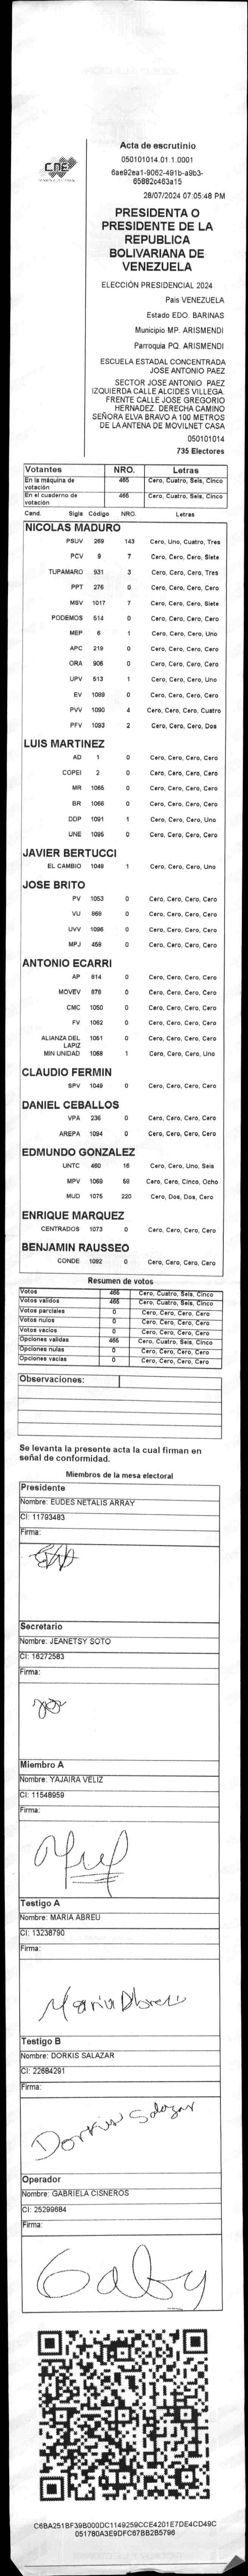 CNE
Acta de escrutinio
050101014.01.1.0001
6ae92ea1-9062-491b-a9b3-
65882c463a15
28/07/2024 07:05:48 PM
PRESIDENTA O
PRESIDENTE DE LA
REPUBLICA
BOLIVARIANA DE
VENEZUELA
ELECCIÓN PRESIDENCIAL 2024
Pais VENEZUELA
Estado EDO. BARINAS
Municipio MP. ARISMENDI
Parroquia PQ. ARISMENDI
ESCUELA ESTADAL CONCENTRADA
JOSE ANTONIO PAEZ
SECTOR JOSE ANTONIO PAEZ
IZQUIERDA CALLE ALCIDES VILLEGA.
FRENTE CALLE JOSE GREGORIO
HERNADEZ. DERECHA CAMINO
SEÑORA ELVA BRAVO A 100 METROS
DE LA ANTENA DE MOVILNET CASA
050101014
735 Electores
Votantes NRO. Letras
En la máquina de votación 465 Cero, Cuatro, Seis, Cinco
En el cuaderno de votación 465 Cero, Cuatro, Seis, Cinco
Cand. Sigla Código NRO. Letras
NICOLAS MADURO
PSUV 269 143 Cero, Uno, Cuatro, Tres
PCV 9 7 Cero, Cero, Cero, Siete
TUPAMARO 931 3 Cero, Cero, Cero, Tres
PPT 276 0 Cero, Cero, Cero, Cero
MSV 1017 7 Cero, Cero, Cero, Siete
PODEMOS 514 0 Cero, Cero, Cero, Cero
MEP 6 1 Cero, Cero, Cero, Uno
APC 219 0 Cero, Cero, Cero, Cero
ORA 906 0 Cero, Cero, Cero, Cero
UPV 513 1 Cero, Cero, Cero, Uno
EV 1089 0 Cero, Cero, Cero, Cero
PVV 1090 4 Cero, Cero, Cero, Cuatro
PFV 1093 2 Cero, Cero, Cero, Dos
LUIS MARTINEZ
AD 1 0 Cero, Cero, Cero, Cero
COPEI 2 0 Cero, Cero, Cero, Cero
MR 1065 0 Cero, Cero, Cero, Cero
BR 1066 0 Cero, Cero, Cero, Cero
DDP 1091 1 Cero, Cero, Cero, Uno
UNE 1095 0 Cero, Cero, Cero, Cero
JAVIER BERTUCCI
EL CAMBIO 1048 1 Cero, Cero, Cero, Uno
JOSE BRITO
PV 1053 0 Cero, Cero, Cero, Cero
VU 868 0 Cero, Cero, Cero, Cero
UVV 1096 0 Cero, Cero, Cero, Cero
MPJ 458 0 Cero, Cero, Cero, Cero
ANTONIO ECARRI
AP 814 0 Cero, Cero, Cero, Cero
MOVEV 878 0 Cero, Cero, Cero, Cero
CMC 1050 0 Cero, Cero, Cero, Cero
FV 1062 0 Cero, Cero, Cero, Cero
ALIANZA DEL LAPIZ 1051 0 Cero, Cero, Cero, Cero
MIN UNIDAD 1068 1 Cero, Cero, Cero, Uno
CLAUDIO FERMIN
SPV 1049 0 Cero, Cero, Cero, Cero
DANIEL CEBALLOS
VPA 236 0 Cero, Cero, Cero, Cero
AREPA 1094 0 Cero, Cero, Cero, Cero
EDMUNDO GONZALEZ
UNTC 460 16 Cero, Cero, Uno, Seis
MPV 1069 58 Cero, Cero, Cinco, Ocho
MUD 1075 220 Cero, Dos, Dos, Cero
ENRIQUE MARQUEZ
CENTRADOS 1073 0 Cero, Cero, Cero, Cero
BENJAMIN RAUSSEO
CONDE 1092 0 Cero, Cero, Cero, Cero
Resumen de votos
Votos 465 Cero, Cuatro, Seis, Cinco
Votos validos 465 Cero, Cuatro, Seis, Cinco
Votos parciales 0 Cero, Cero, Cero, Cero
Votos nulos 0 Cero, Cero, Cero, Cero
Votos vacios 0 Cero, Cero, Cero, Cero
Opciones validas 465 Cero, Cuatro, Seis, Cinco
Opciones nulas 0 Cero, Cero, Cero, Cero
Opciones vacias 0 Cero, Cero, Cero, Cero
Observaciones:
Se levanta la presente acta la cual firman en
señal de conformidad.
Miembros de la mesa electoral
Presidente
Nombre: EUDES NETALIS ARRAY
CI: 11793483
Firma:
Secretario
Nombre: JEANETSY SOTO
CI: 16272583
Firma:
Miembro A
Nombre: YAJAIRA VELIZ
CI: 11548959
Firma:
Testigo A
Nombre: MARIA ABREU
CI: 13238790
Firma:
Maria Abreu
Testigo B
Nombre: DORKIS SALAZAR
CI: 22684291
Firma:
Dorkis Salazar
Operador
Nombre: GABRIELA CISNEROS
CI: 25299684
Firma:
Gaby
C6BA251BF39B000DC1149259CCE4201E7DE4CD49C
051780A3E9DFC67BB2B5796